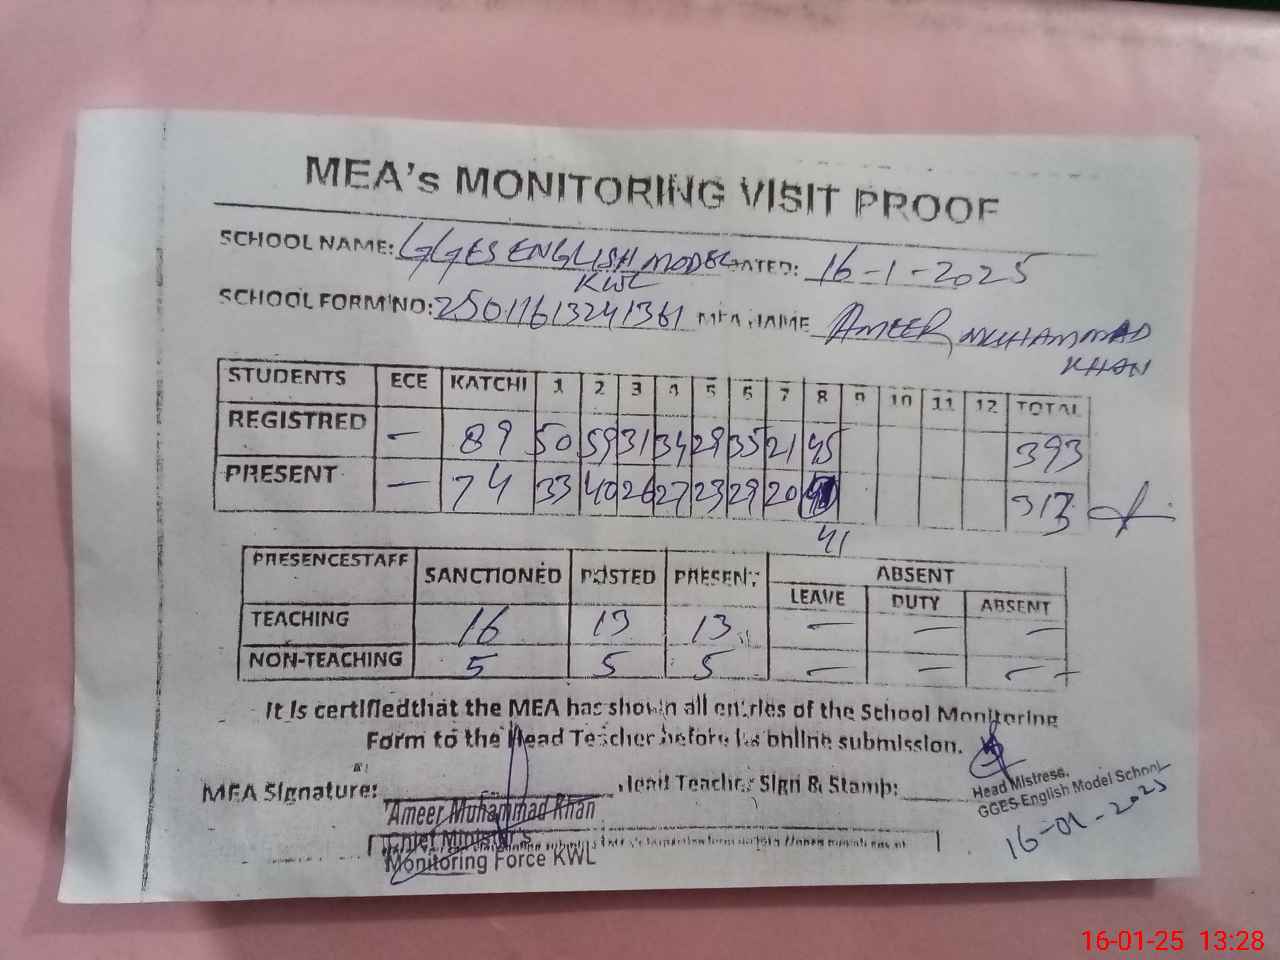 MEA's MONITORING VISIT PROOF
SCHOOL NAME: GGES ENGLISH MODEL KWL DATED: 16-1-2025
SCHOOL FORM NO: 25011613241361 MEA NAME AMEER MUHAMMAD KHAN
STUDENTS ECE KATCHI 1 2 3 4 5 6 7 8 9 10 11 12 TOTAL
REGISTRED — 89 50 59 31 34 29 35 21 45 393
PRESENT — 74 33 40 26 27 23 29 20 41 313
PRESENCESTAFF SANCTIONED POSTED PRESENT ABSENT
LEAVE DUTY ABSENT
TEACHING 16 13 13 — — —
NON-TEACHING 5 5 5 — — —
It is certifiedthat the MEA has shown all entries of the School Monitoring
Form to the Head Teacher before its online submission.
MEA Signature: Head Teacher Sign & Stamp:
Ameer Muhammad Khan
Chief Minister's
Monitoring Force KWL
Head Mistress,
GGES English Model School
16-01-2025
16-01-25 13:28